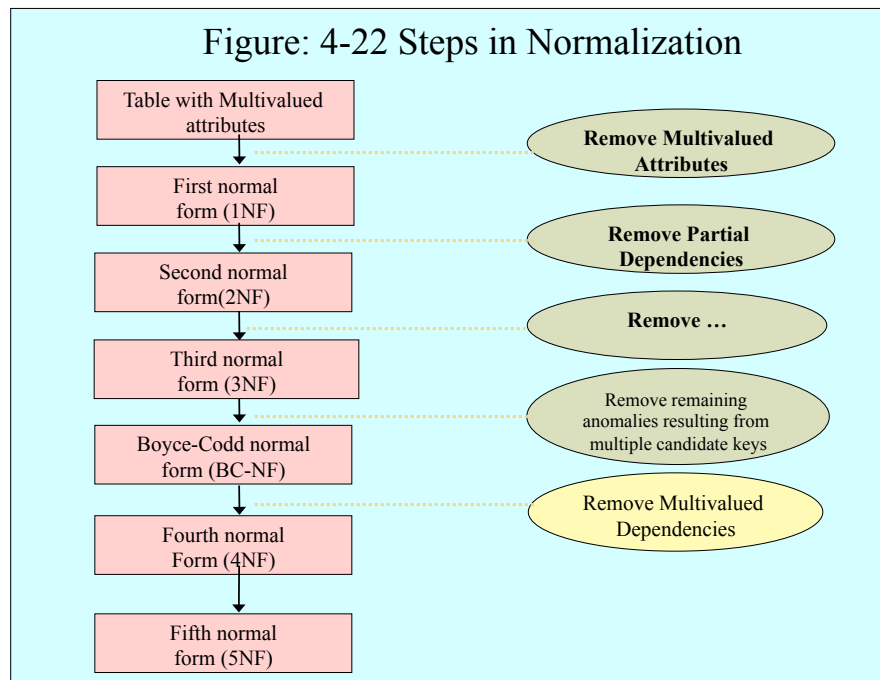 Figure: 4-22 Steps in Normalization
Table with Multivalued
attributes
Remove Multivalued
Attributes
First normal
form (1NF)
Remove Partial
Dependencies
Second normal
form(2NF)
Remove …
Third normal
form (3NF)
Remove remaining
anomalies resulting from
multiple candidate keys
Boyce-Codd normal
form (BC-NF)
Remove Multivalued
Dependencies
Fourth normal
Form (4NF)
Fifth normal
form (5NF)